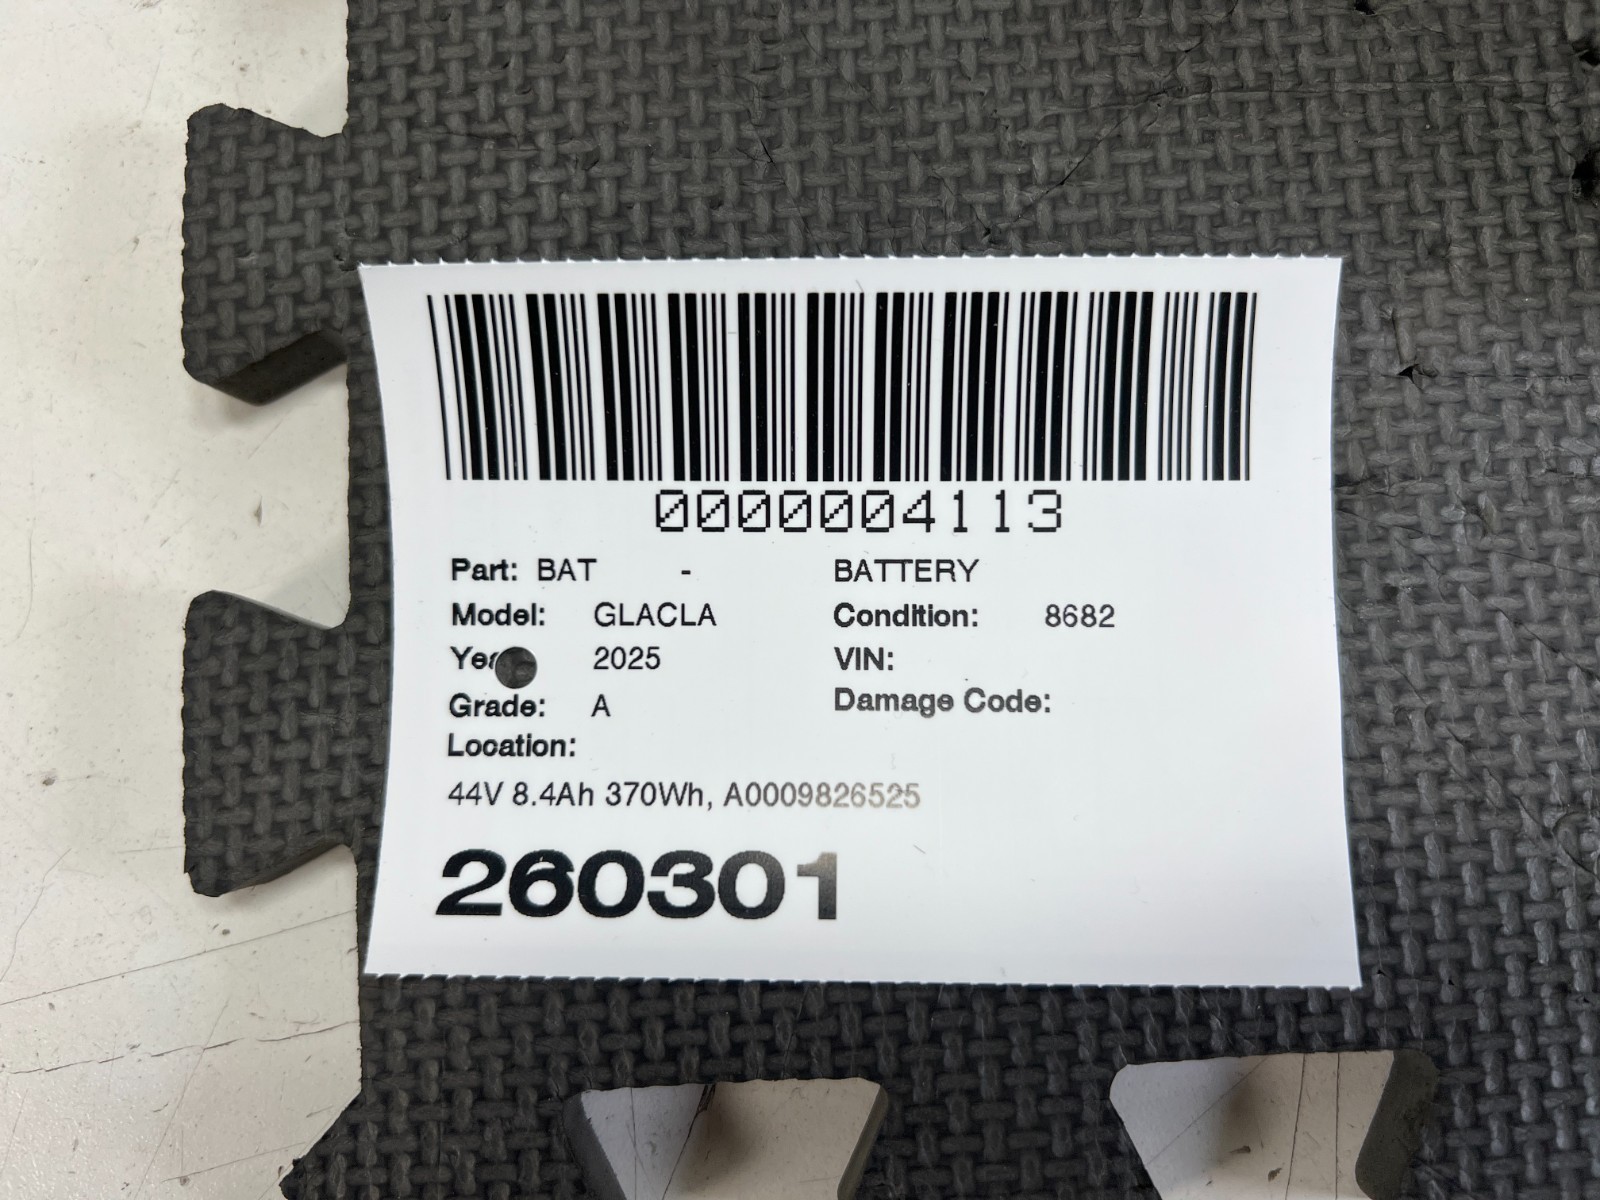 0000004113
Part: BAT - BATTERY
Model: GLACLA Condition: 8682
Yea 2025 VIN:
Grade: A Damage Code:
Location:
44V 8.4Ah 370Wh, A0009826525
260301